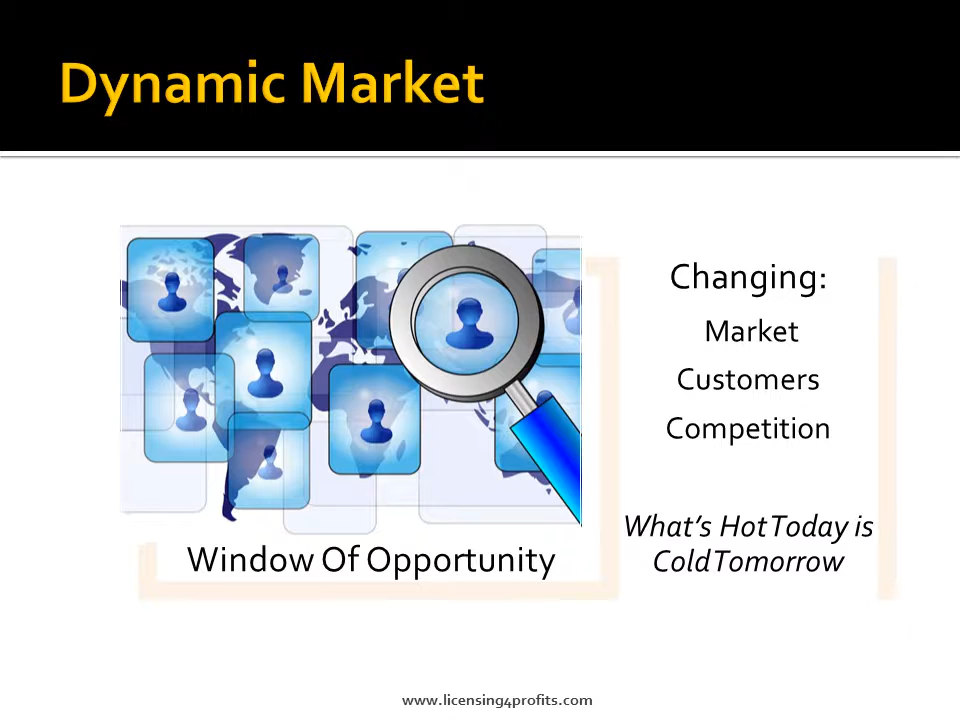 Dynamic Market
Window Of Opportunity
Changing:
Market
Customers
Competition
What's Hot Today is
Cold Tomorrow
www.licensing4profits.com